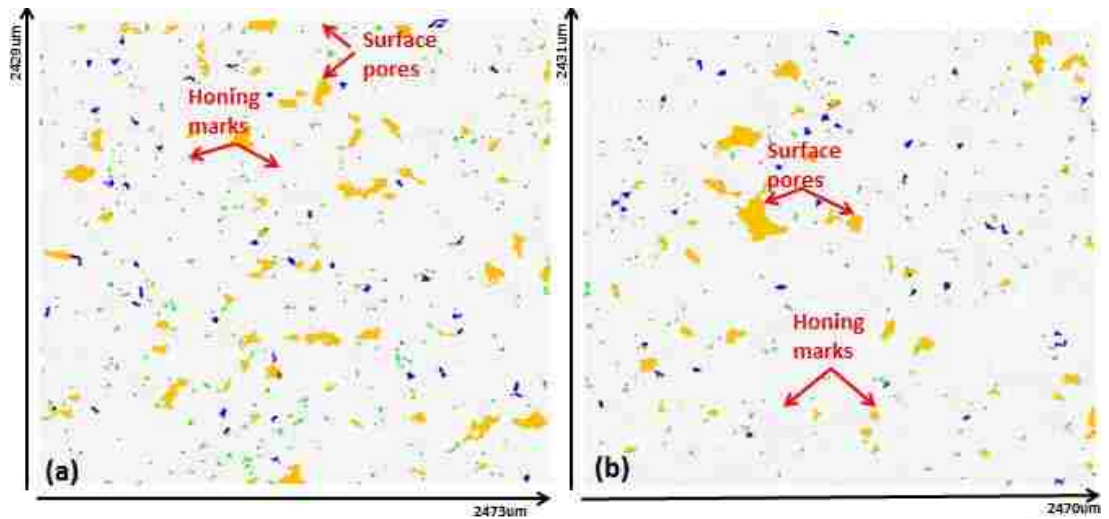 2429um
Surface
pores
Honing
marks
(a)
2473um
2431um
Surface
pores
Honing
marks
(b)
2470um